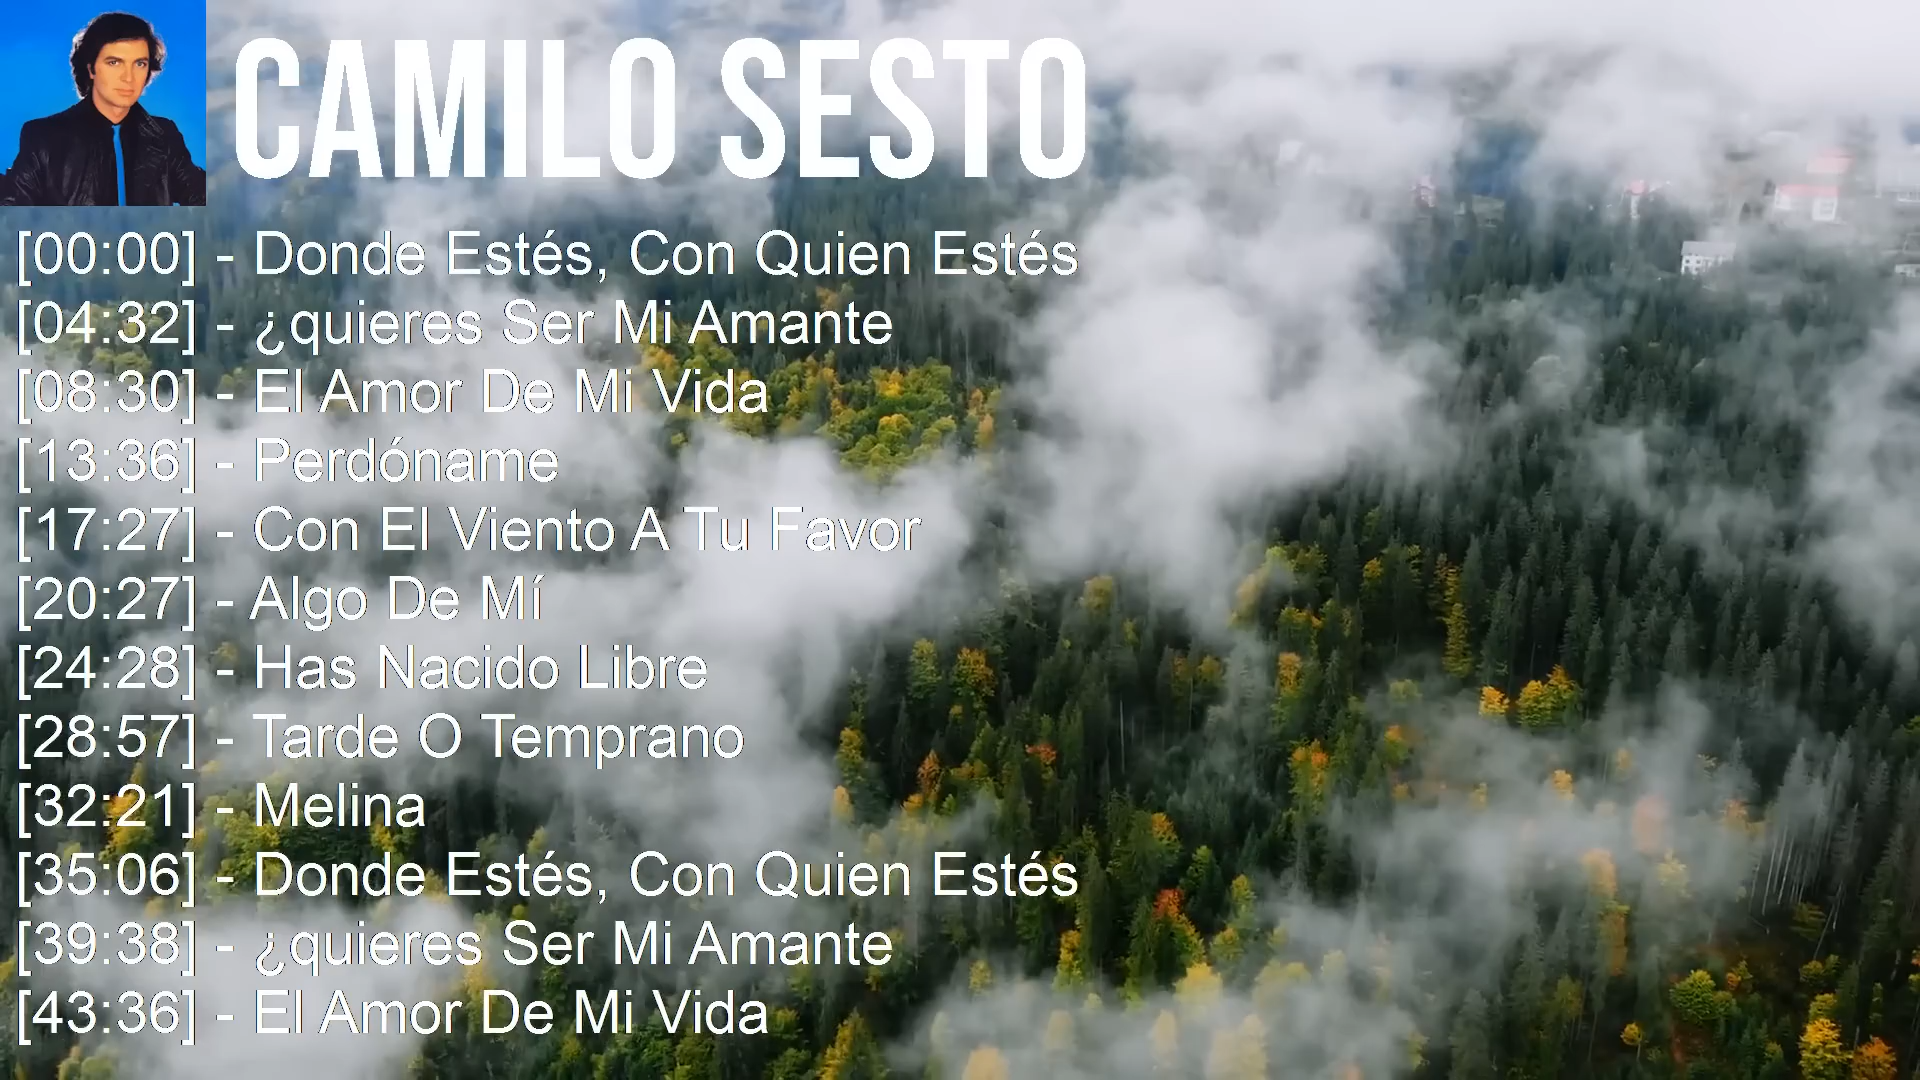 CAMILO SESTO
[00:00] - Donde Estés, Con Quien Estés
[04:32] - ¿quieres Ser Mi Amante
[08:30] - El Amor De Mi Vida
[13:36] - Perdóname
[17:27] - Con El Viento A Tu Favor
[20:27] - Algo De Mí
[24:28] - Has Nacido Libre
[28:57] - Tarde O Temprano
[32:21] - Melina
[35:06] - Donde Estés, Con Quien Estés
[39:38] - ¿quieres Ser Mi Amante
[43:36] - El Amor De Mi Vida